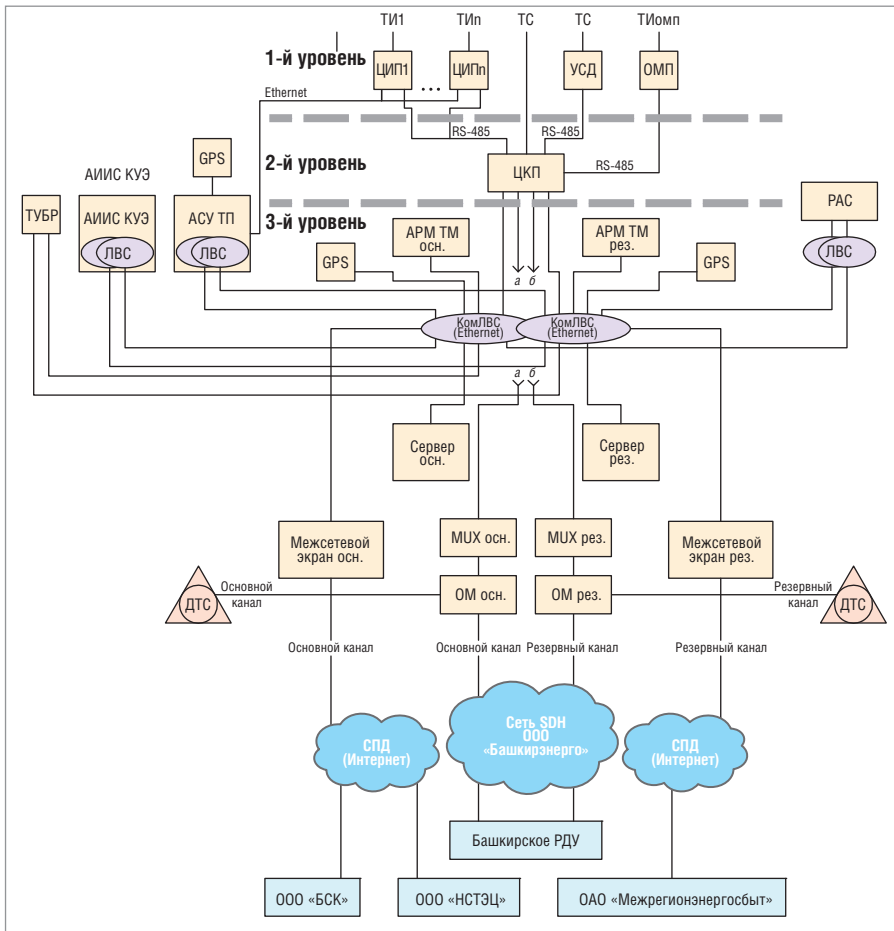 ТИ1
ТИn
ТС
ТС
ТИомп
1-й уровень
ЦИП1
...
ЦИПn
УСД
ОМП
Ethernet
RS-485
RS-485
2-й уровень
GPS
ЦКП
RS-485
АИИС КУЭ
3-й уровень
ТУБР
АИИС КУЭ
ЛВС
АСУ ТП
ЛВС
АРМ ТМ
осн.
АРМ ТМ
рез.
РАС
ЛВС
GPS
GPS
а б
КомЛВС
(Ethernet)
КомЛВС
(Ethernet)
а б
Сервер
осн.
Сервер
рез.
Межсетевой
экран осн.
MUX осн.
MUX рез.
Межсетевой
экран рез.
ДТС
Основной
канал
ОМ осн.
ОМ рез.
Резервный
канал
ДТС
Основной канал
Основной канал
Резервный канал
Резервный канал
СПД
(Интернет)
Сеть SDH
ООО
«Башкирэнерго»
СПД
(Интернет)
Башкирское РДУ
ООО «БСК»
ООО «НСТЭЦ»
ОАО «Межрегионэнергосбыт»